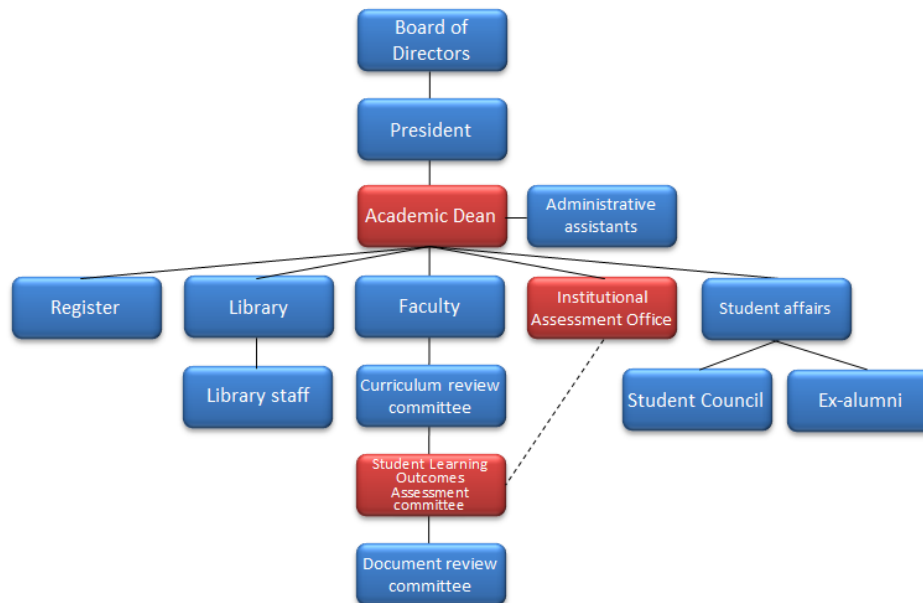 Board of
Directors
President
Academic Dean
Administrative
assistants
Register
Library
Faculty
Institutional
Assessment Office
Student affairs
Library staff
Curriculum review
committee
Student Council
Ex-alumni
Student Learning
Outcomes
Assessment
committee
Document review
committee